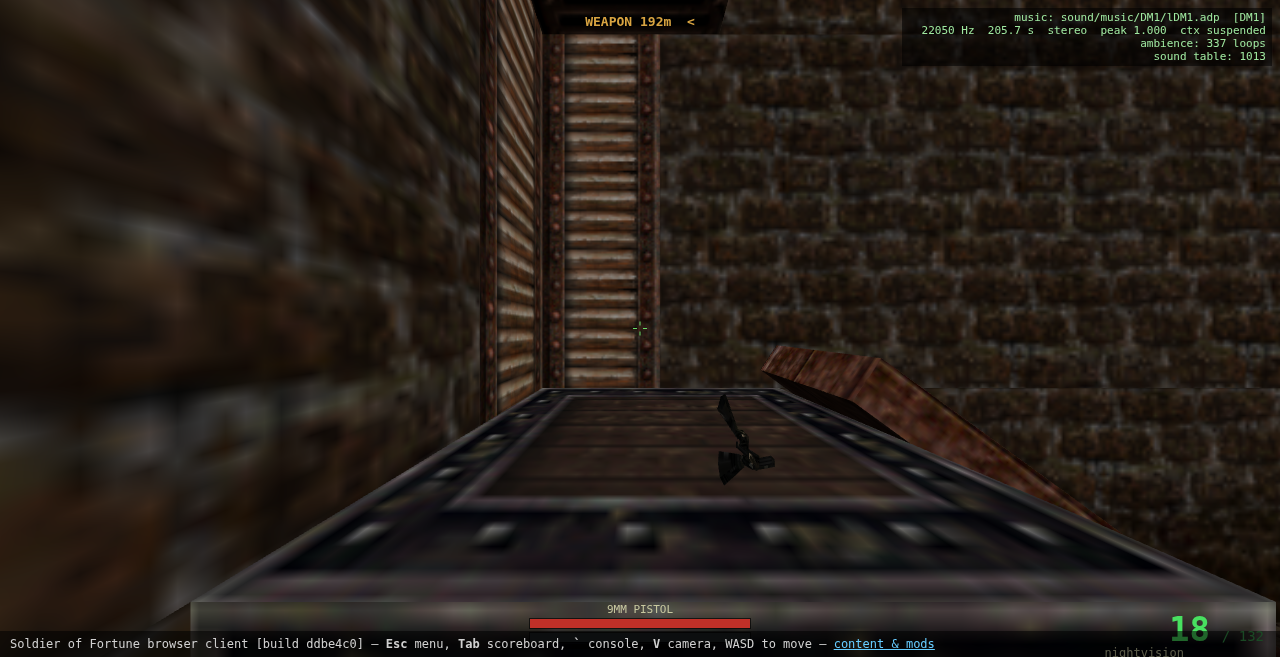 WEAPON 192m <
music: sound/music/DM1/lDM1.adp [DM1]
22050 Hz 205.7 s stereo peak 1.000 ctx suspended
ambience: 337 loops
sound table: 1013
9MM PISTOL
18 / 132
Soldier of Fortune browser client [build ddbe4c0] — Esc menu, Tab scoreboard, ` console, V camera, WASD to move — content & mods
nightvision